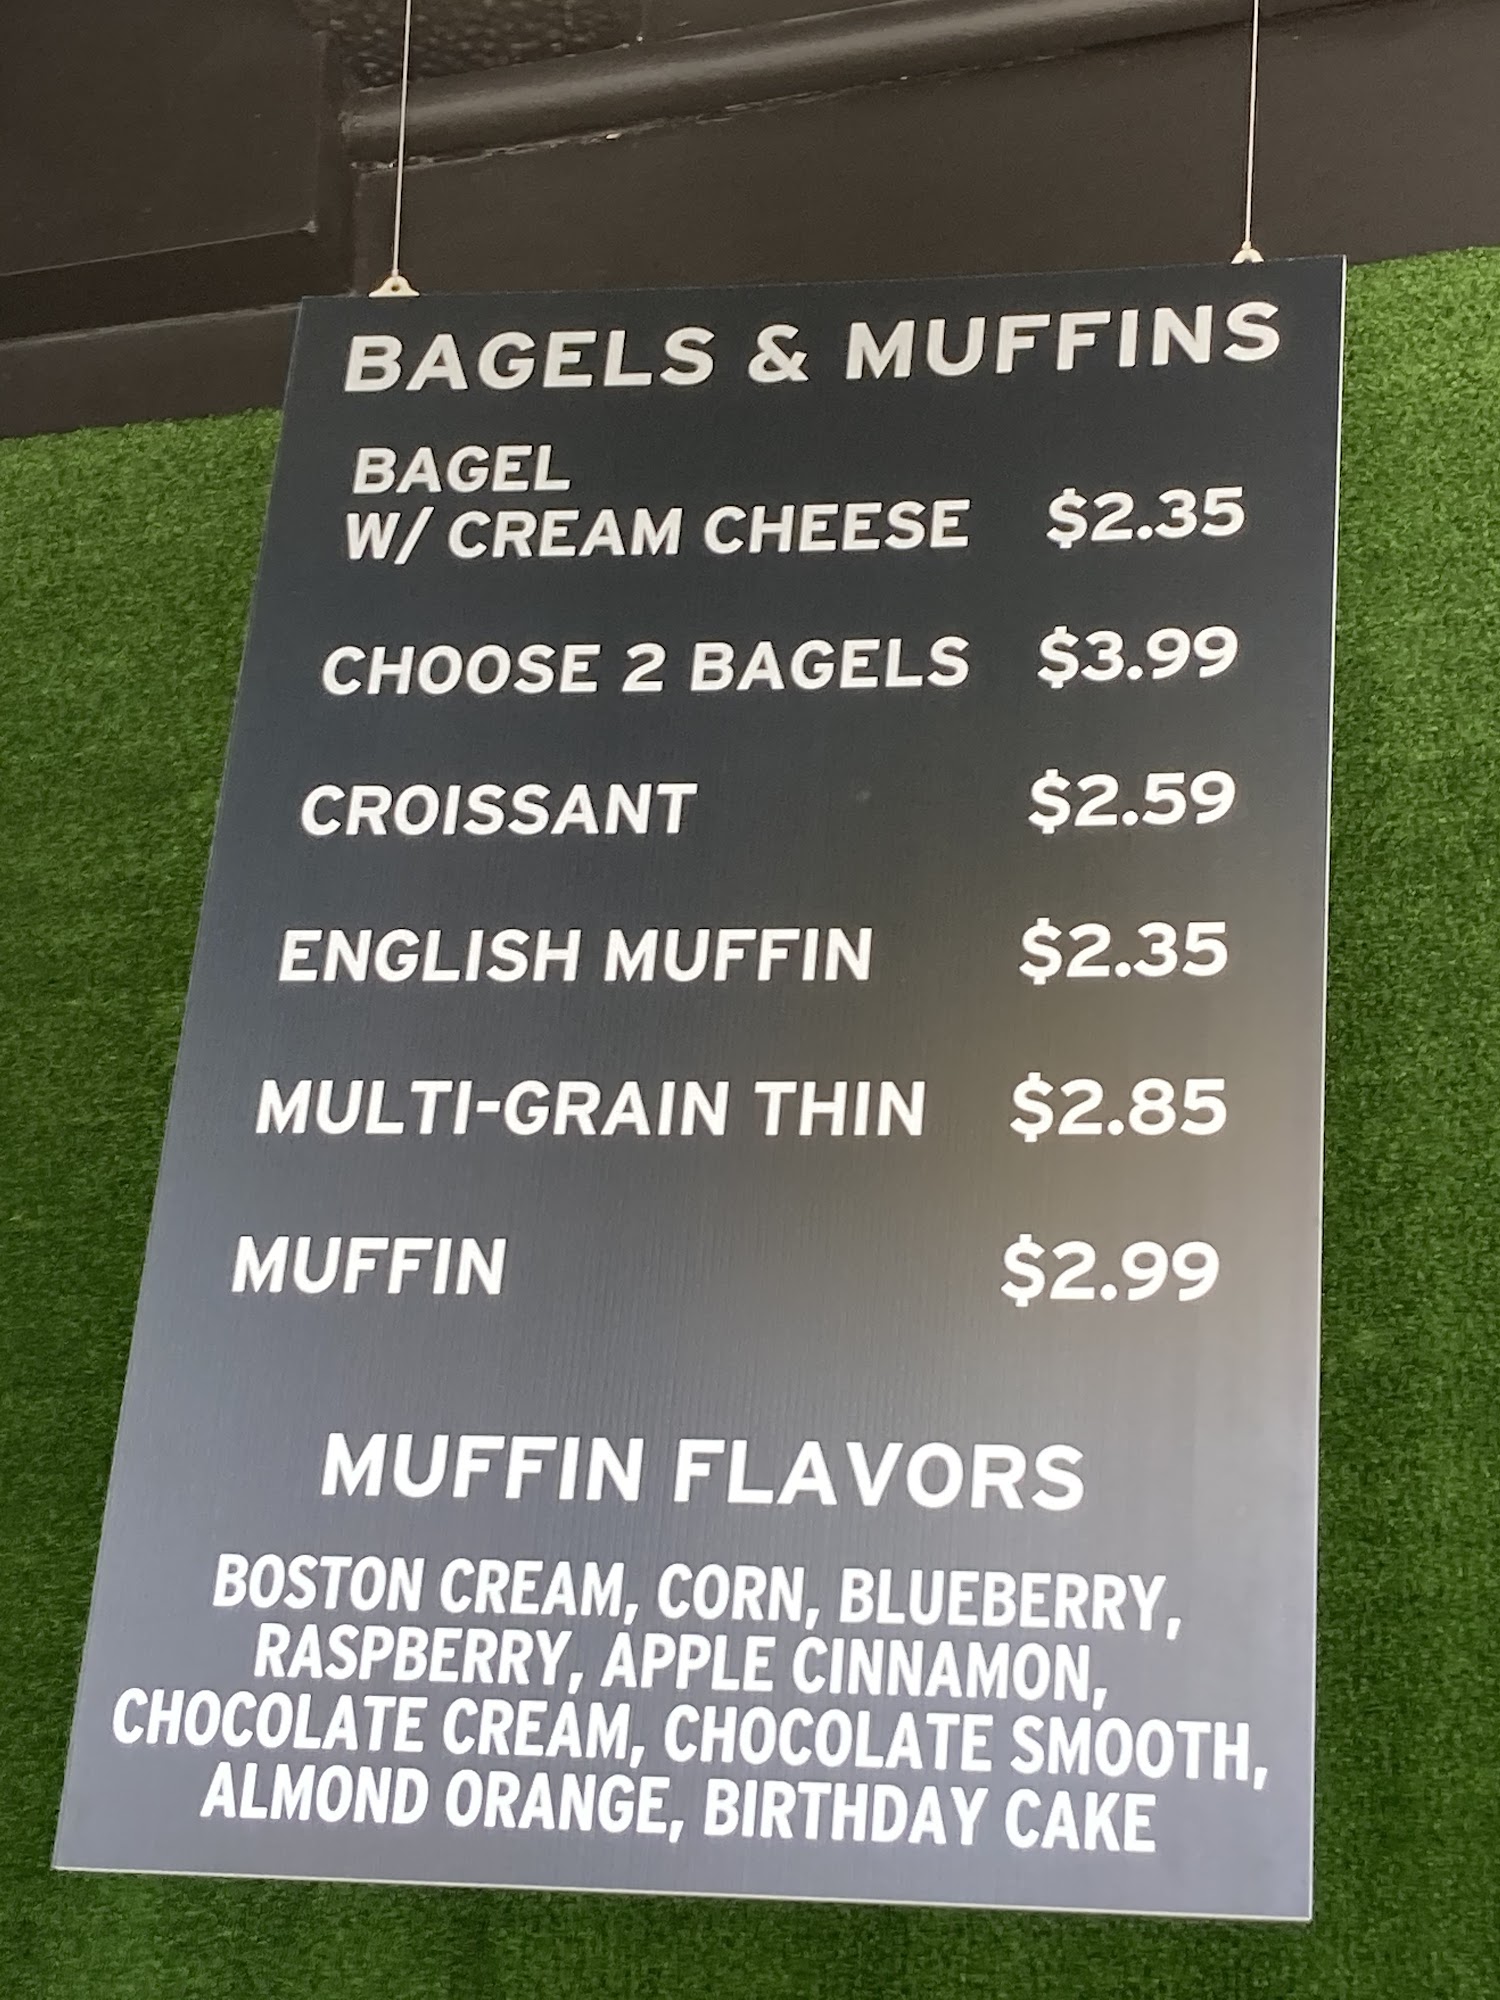 BAGELS & MUFFINS
BAGEL
W/ CREAM CHEESE $2.35
CHOOSE 2 BAGELS $3.99
CROISSANT $2.59
ENGLISH MUFFIN $2.35
MULTI-GRAIN THIN $2.85
MUFFIN $2.99
MUFFIN FLAVORS
BOSTON CREAM, CORN, BLUEBERRY,
RASPBERRY, APPLE CINNAMON,
CHOCOLATE CREAM, CHOCOLATE SMOOTH,
ALMOND ORANGE, BIRTHDAY CAKE